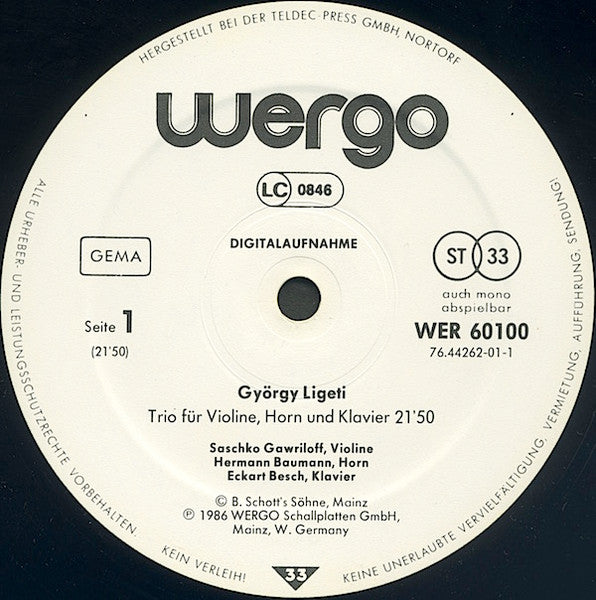 HERGESTELLT BEI DER TELDEC-PRESS GMBH, NORTORF
wergo
LC 0846
DIGITALAUFNAHME
GEMA
ST 33
auch mono
abspielbar
Seite 1
(21'50)
WER 60100
76.44262-01-1
György Ligeti
Trio für Violine, Horn und Klavier 21'50
Saschko Gawriloff, Violine
Hermann Baumann, Horn
Eckart Besch, Klavier
© B. Schott's Söhne, Mainz
℗ 1986 WERGO Schallplatten GmbH,
Mainz, W. Germany
ALLE URHEBER- UND LEISTUNGSSCHUTZRECHTE VORBEHALTEN.
KEIN VERLEIH!
33
KEINE UNERLAUBTE VERVIELFÄLTIGUNG, VERMIETUNG, AUFFÜHRUNG, SENDUNG!